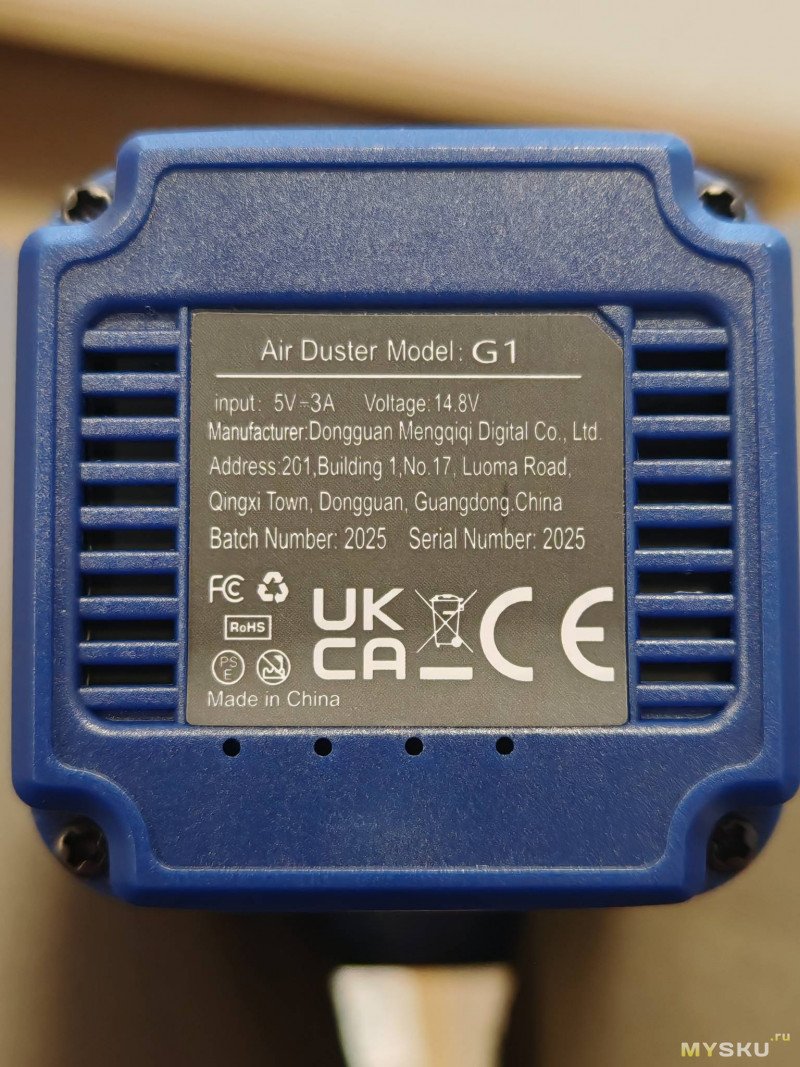 Air Duster Model: G1
input: 5V⎓3A Voltage:14.8V
Manufacturer:Dongguan Mengqiqi Digital Co., Ltd.
Address:201,Building 1,No.17, Luoma Road,
Qingxi Town, Dongguan, Guangdong.China
Batch Number: 2025 Serial Number: 2025
FC
RoHS
PS
E
UK
CA
CE
Made in China
MYSKU.ru